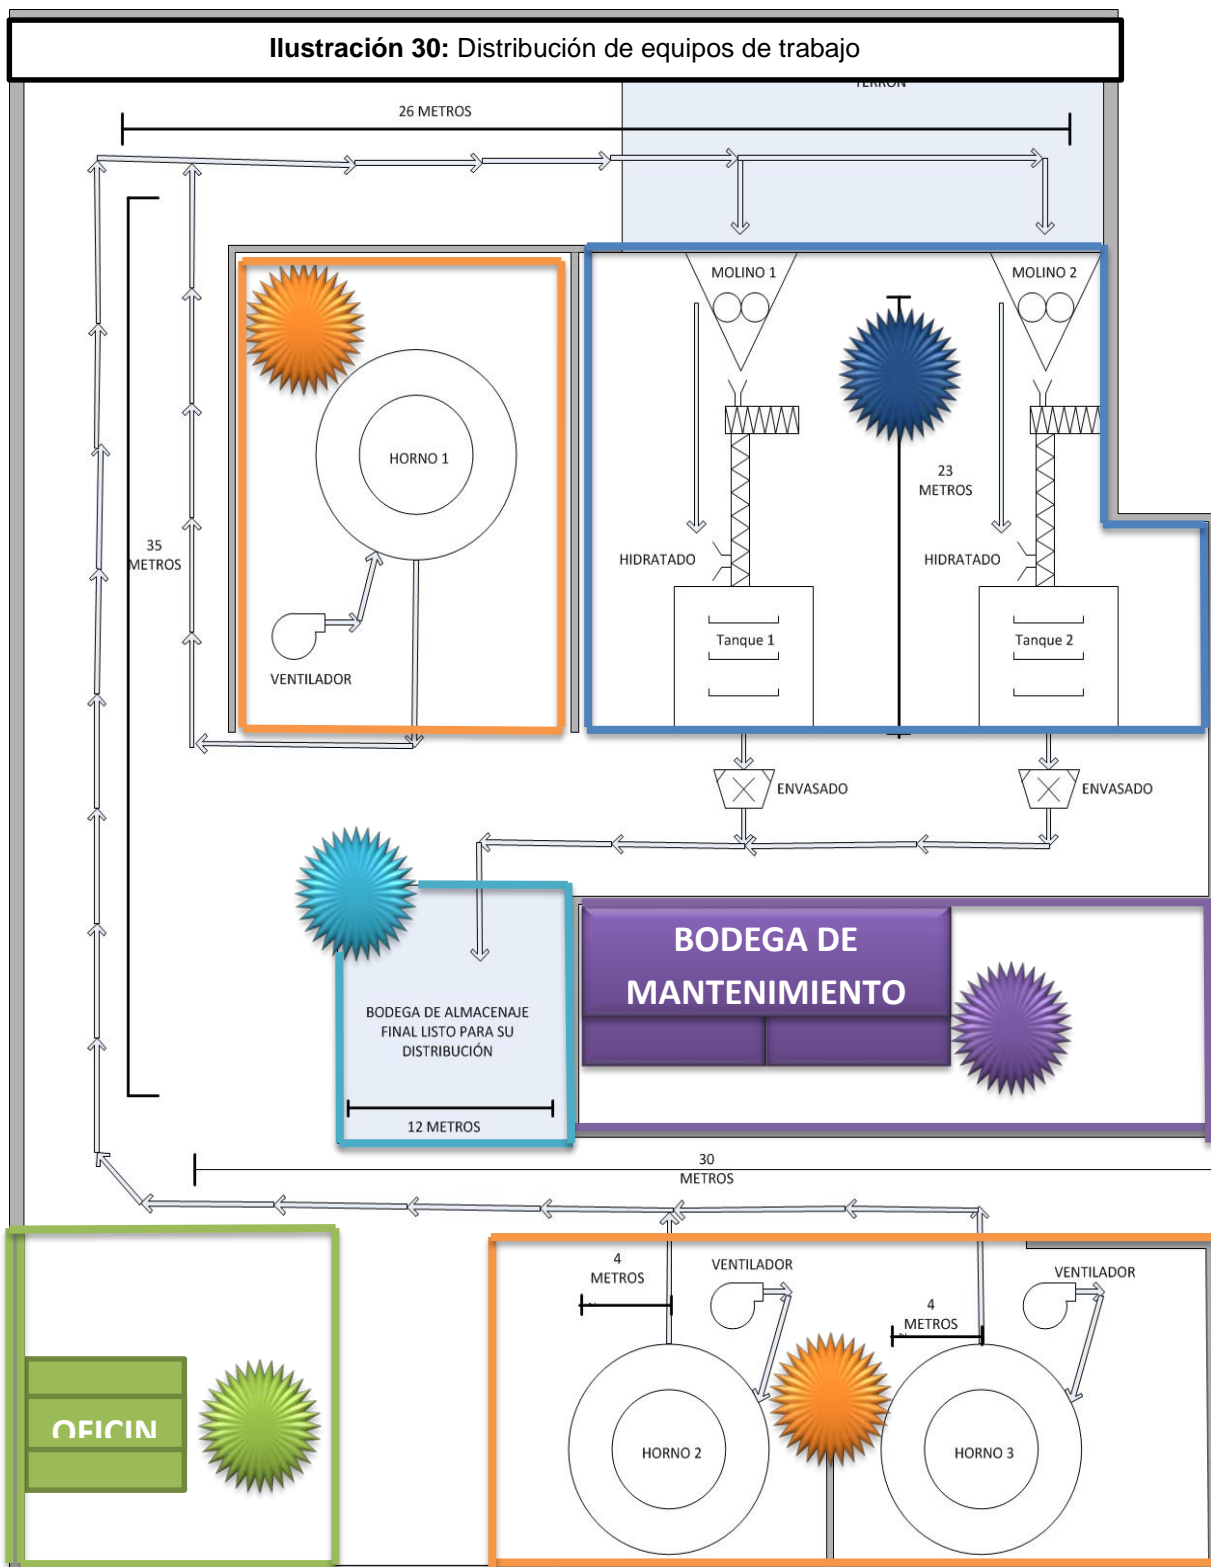 Ilustración 30: Distribución de equipos de trabajo
TERRÓN
26 METROS
MOLINO 1
MOLINO 2
HORNO 1
23
METROS
35
METROS
HIDRATADO
HIDRATADO
Tanque 1
Tanque 2
VENTILADOR
ENVASADO
ENVASADO
BODEGA DE
MANTENIMIENTO
BODEGA DE ALMACENAJE
FINAL LISTO PARA SU
DISTRIBUCIÓN
12 METROS
30
METROS
4
METROS
VENTILADOR
VENTILADOR
4
METROS
OFICIN
HORNO 2
HORNO 3